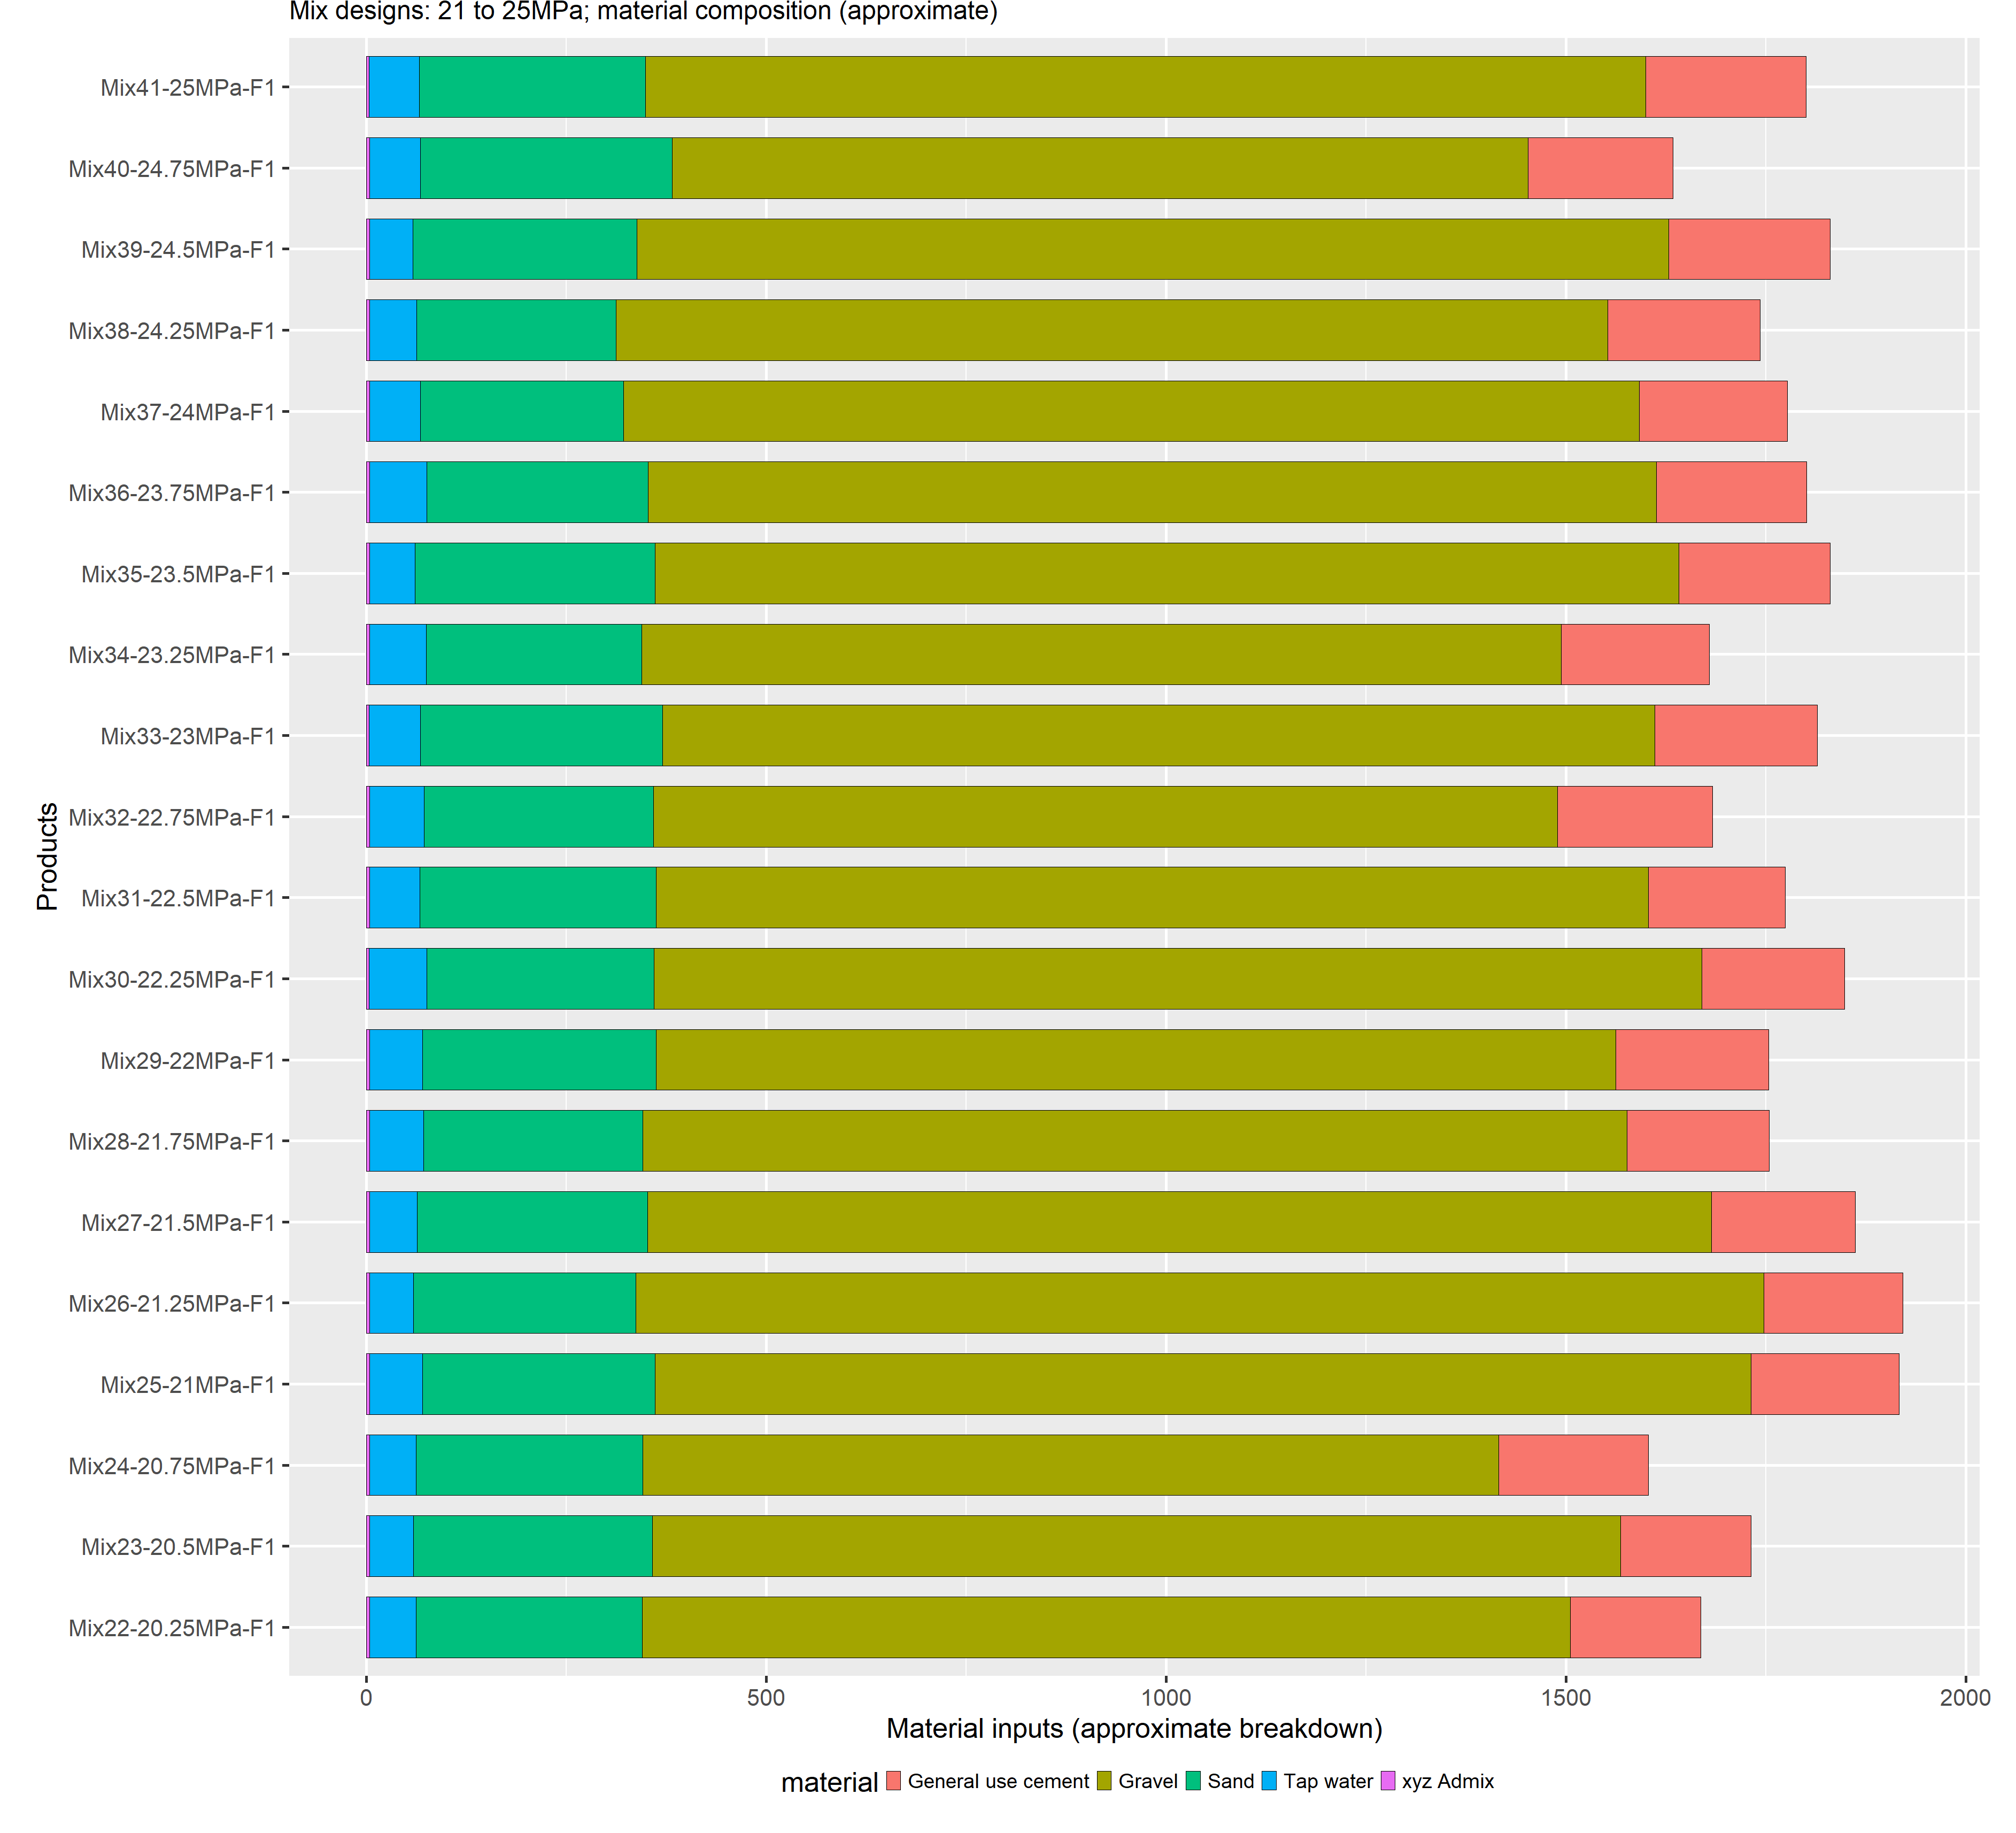 Mix designs: 21 to 25MPa; material composition (approximate)
Mix41-25MPa-F1
Mix40-24.75MPa-F1
Mix39-24.5MPa-F1
Mix38-24.25MPa-F1
Mix37-24MPa-F1
Mix36-23.75MPa-F1
Mix35-23.5MPa-F1
Mix34-23.25MPa-F1
Mix33-23MPa-F1
Mix32-22.75MPa-F1
Mix31-22.5MPa-F1
Mix30-22.25MPa-F1
Mix29-22MPa-F1
Mix28-21.75MPa-F1
Mix27-21.5MPa-F1
Mix26-21.25MPa-F1
Mix25-21MPa-F1
Mix24-20.75MPa-F1
Mix23-20.5MPa-F1
Mix22-20.25MPa-F1
Products
0 500 1000 1500 2000
Material inputs (approximate breakdown)
material General use cement Gravel Sand Tap water xyz Admix